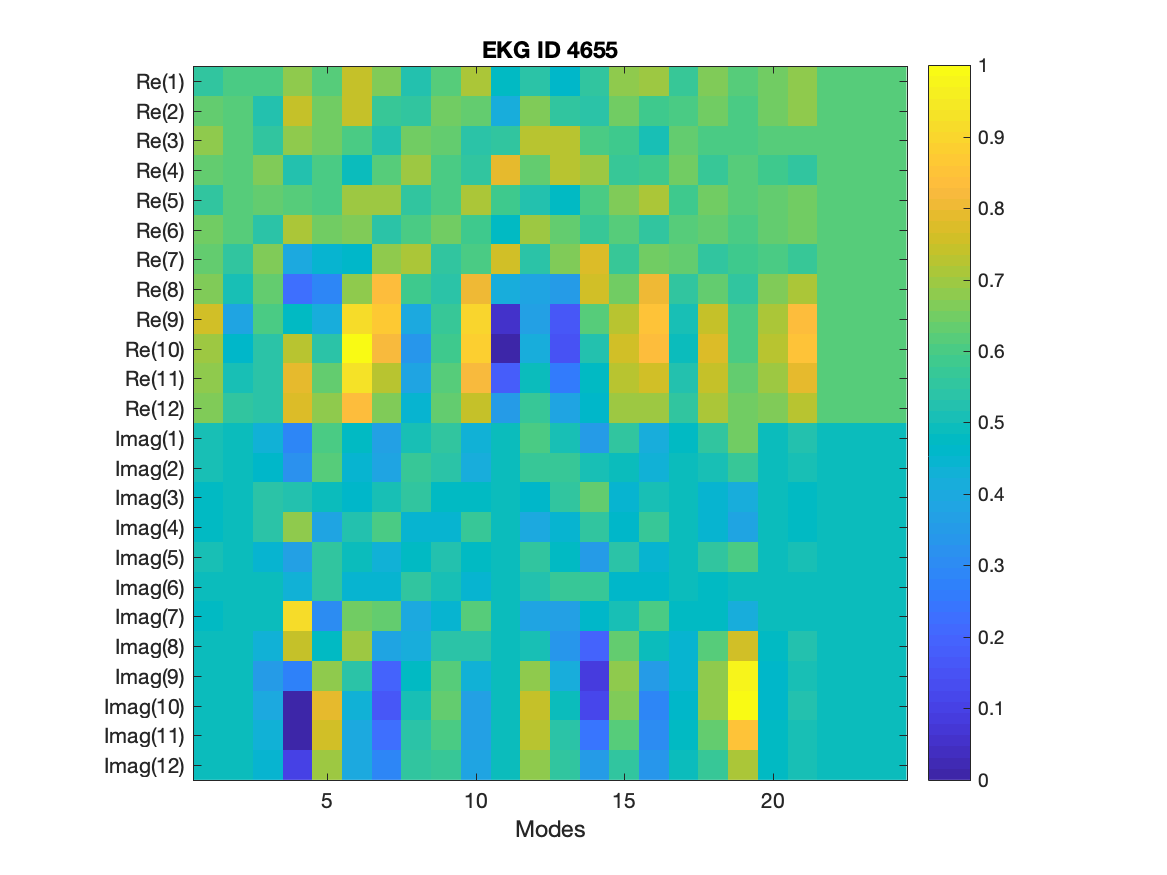 EKG ID 4655
Re(1)
Re(2)
Re(3)
Re(4)
Re(5)
Re(6)
Re(7)
Re(8)
Re(9)
Re(10)
Re(11)
Re(12)
Imag(1)
Imag(2)
Imag(3)
Imag(4)
Imag(5)
Imag(6)
Imag(7)
Imag(8)
Imag(9)
Imag(10)
Imag(11)
Imag(12)
5 10 15 20
Modes
1
0.9
0.8
0.7
0.6
0.5
0.4
0.3
0.2
0.1
0